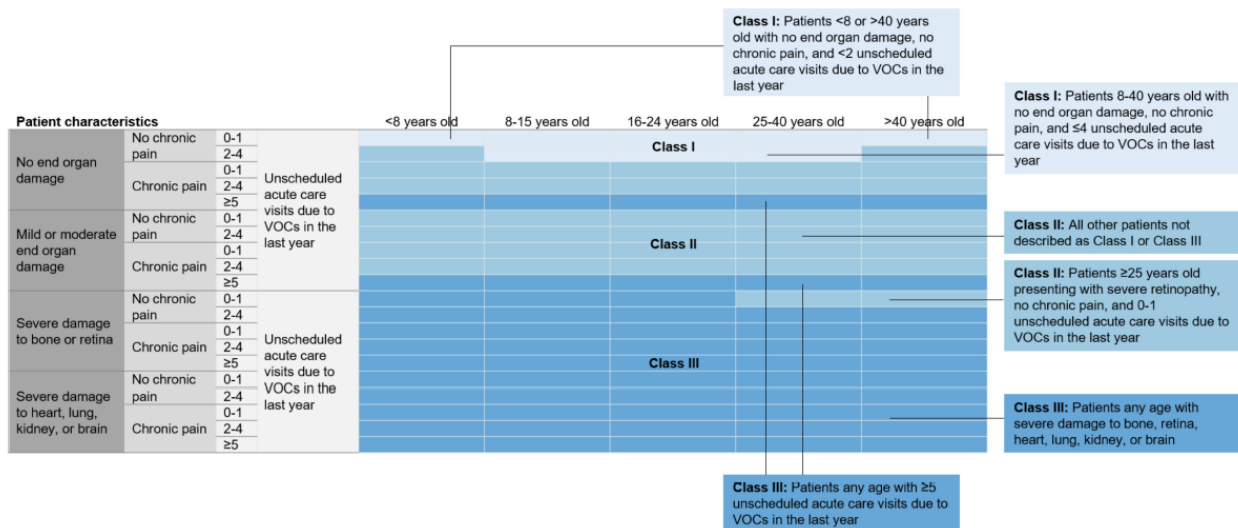 Class I: Patients <8 or >40 years
old with no end organ damage, no
chronic pain, and <2 unscheduled
acute care visits due to VOCs in the
last year
Class I: Patients 8-40 years old with
no end organ damage, no chronic
pain, and ≤4 unscheduled acute
care visits due to VOCs in the last
year
Patient characteristics
<8 years old
8-15 years old
16-24 years old
25-40 years old
>40 years old
No end organ
damage
No chronic
pain
0-1
2-4
Chronic pain
0-1
2-4
≥5
Unscheduled
acute care
visits due to
VOCs in the
last year
Class I
Mild or moderate
end organ
damage
No chronic
pain
0-1
2-4
Chronic pain
0-1
2-4
≥5
Class II
Class II: All other patients not
described as Class I or Class III
Class II: Patients ≥25 years old
presenting with severe retinopathy,
no chronic pain, and 0-1
unscheduled acute care visits due to
VOCs in the last year
Severe damage
to bone or retina
No chronic
pain
0-1
2-4
Chronic pain
0-1
2-4
≥5
Unscheduled
acute care
visits due to
VOCs in the
last year
Class III
Severe damage
to heart, lung,
kidney, or brain
No chronic
pain
0-1
2-4
Chronic pain
0-1
2-4
≥5
Class III: Patients any age with
severe damage to bone, retina,
heart, lung, kidney, or brain
Class III: Patients any age with ≥5
unscheduled acute care visits due to
VOCs in the last year